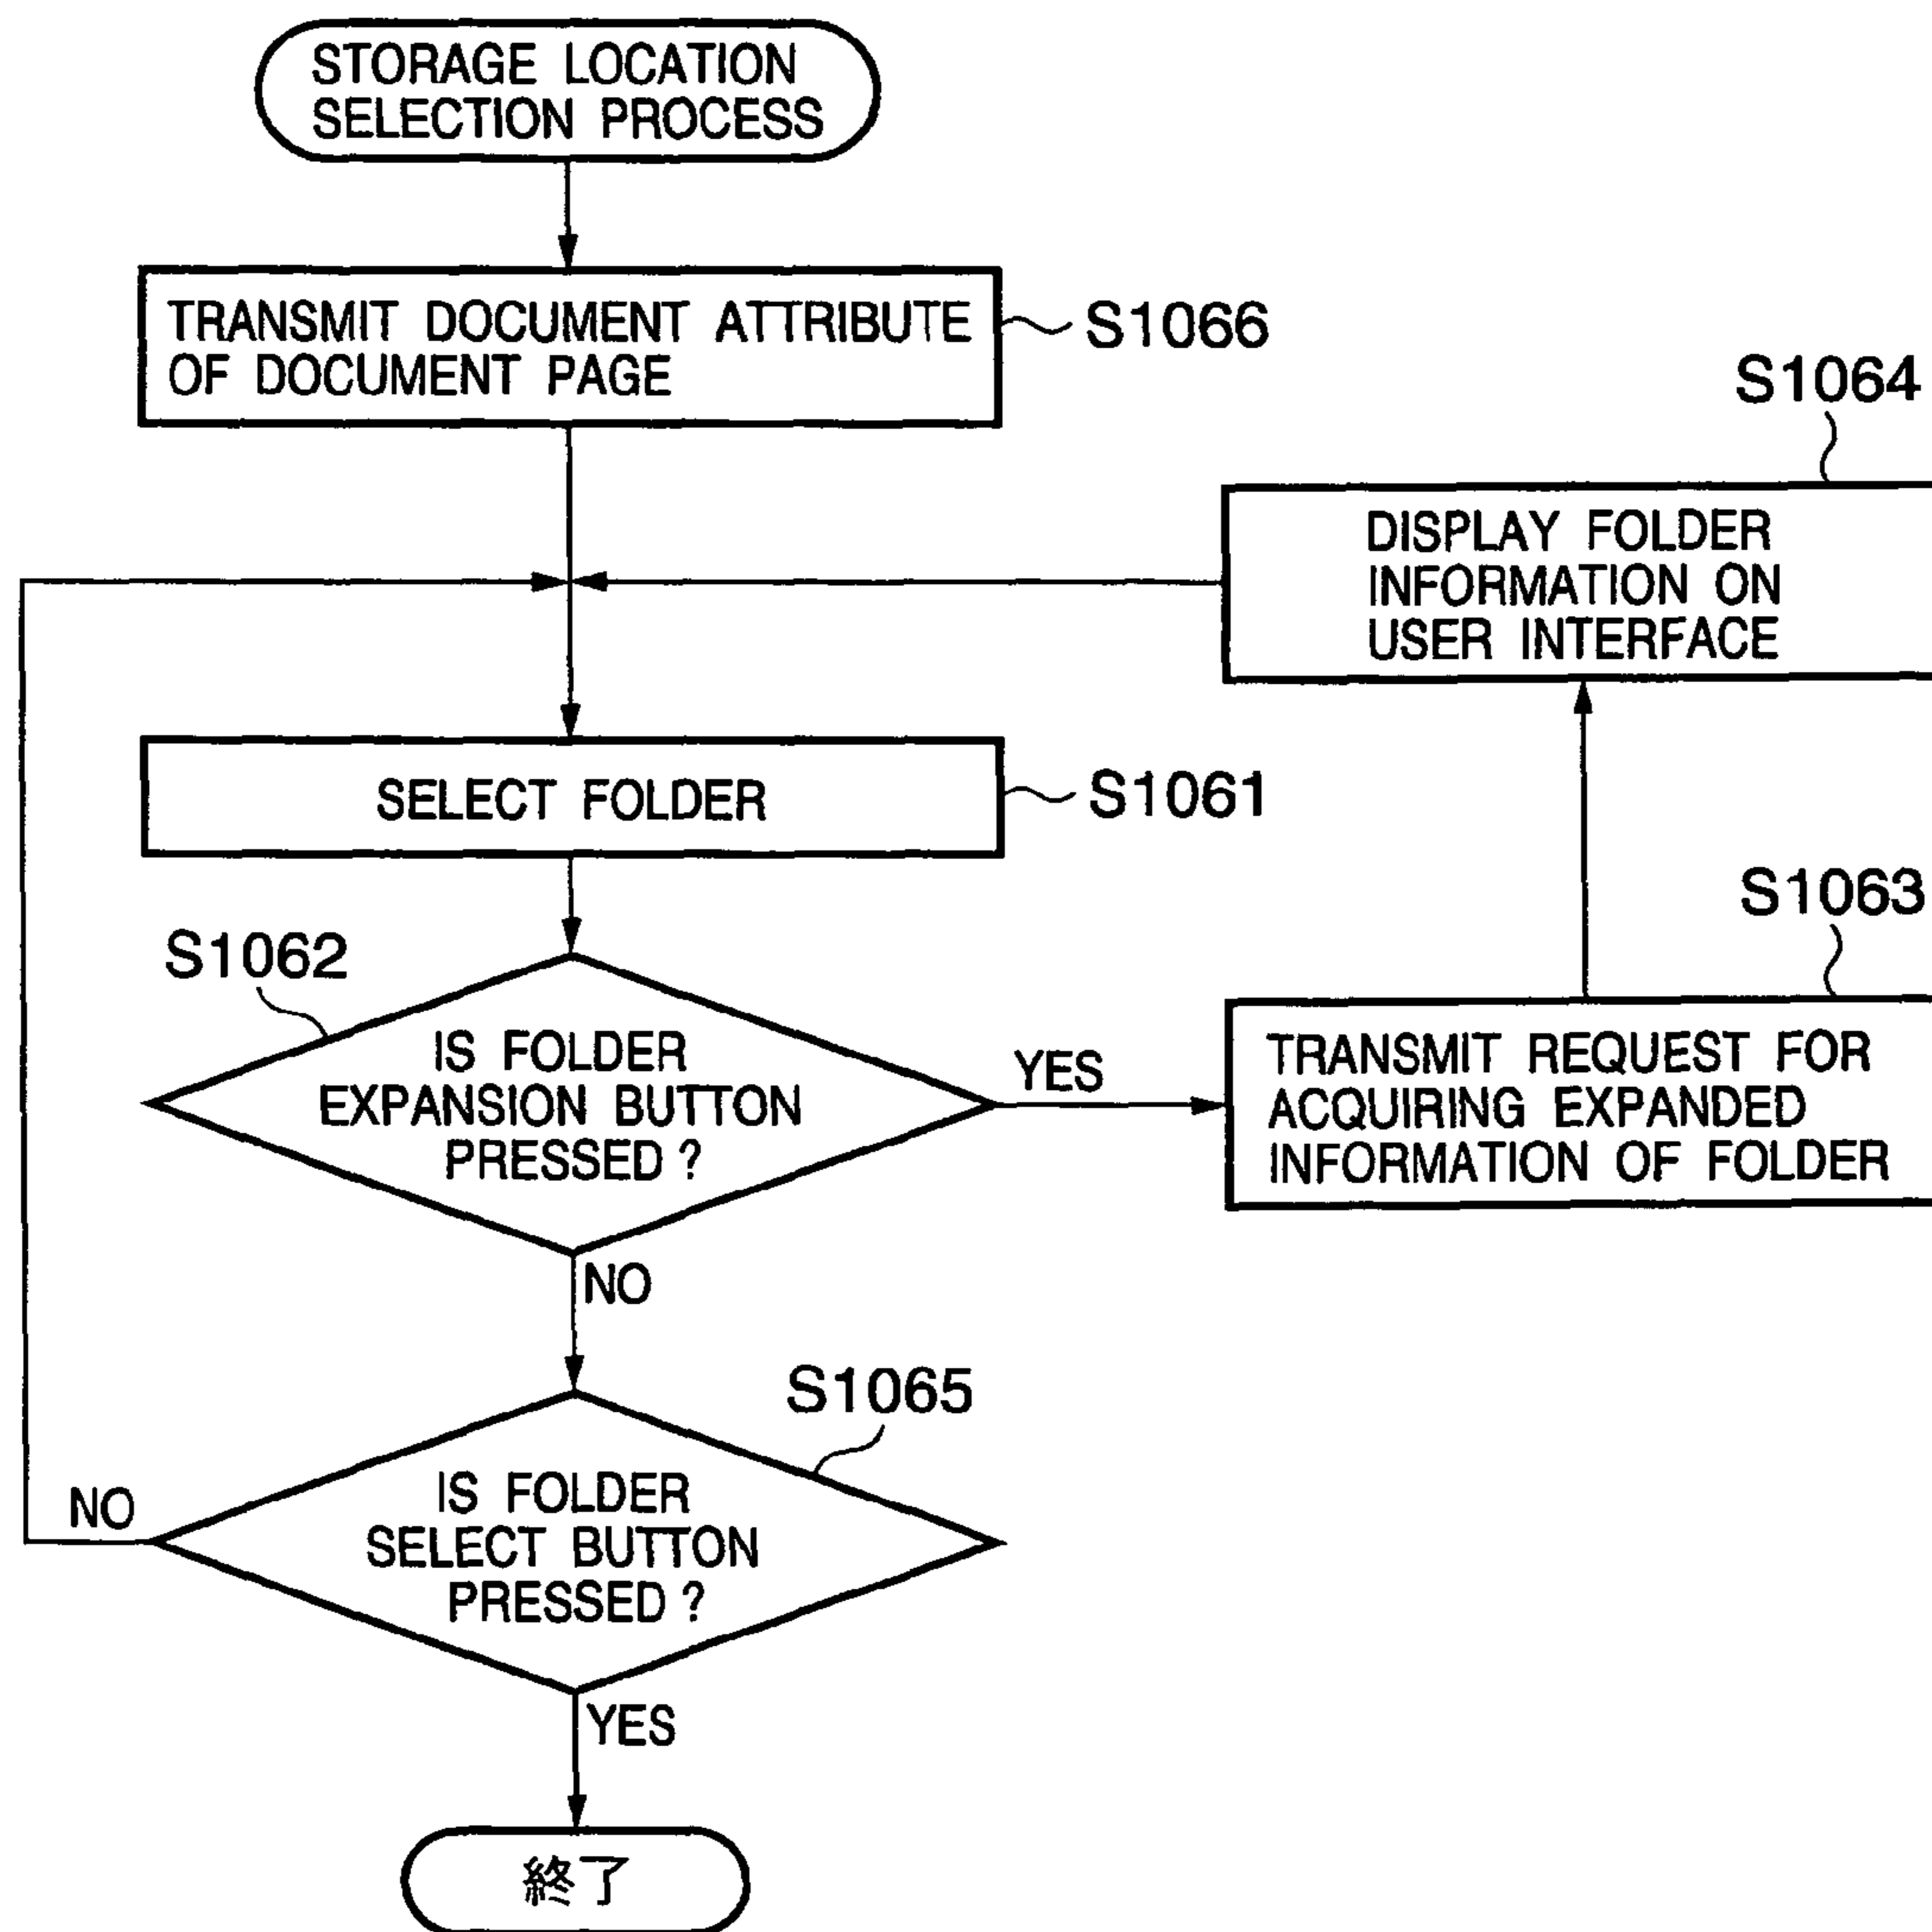 STORAGE LOCATION
SELECTION PROCESS
TRANSMIT DOCUMENT ATTRIBUTE
OF DOCUMENT PAGE
S1066
S1064
DISPLAY FOLDER
INFORMATION ON
USER INTERFACE
SELECT FOLDER
S1061
S1062
IS FOLDER
EXPANSION BUTTON
PRESSED ?
YES
S1063
TRANSMIT REQUEST FOR
ACQUIRING EXPANDED
INFORMATION OF FOLDER
NO
S1065
IS FOLDER
SELECT BUTTON
PRESSED ?
NO
YES
終了